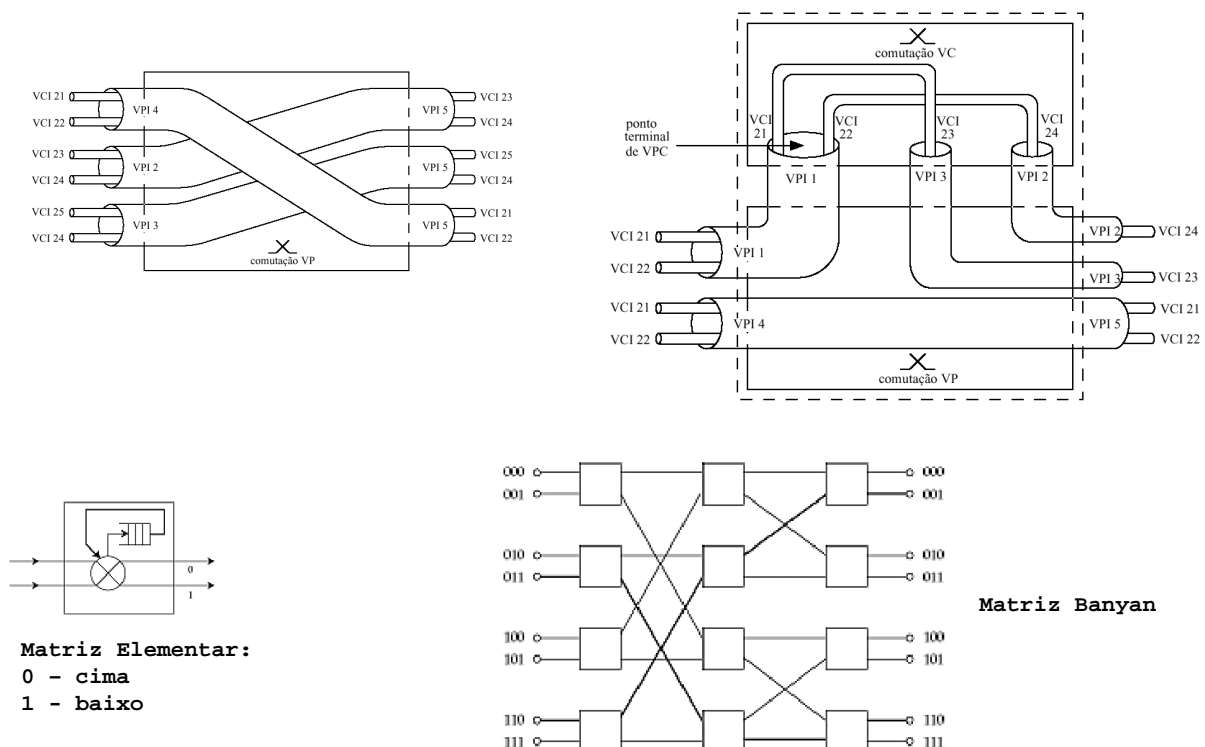 VCI 21
VCI 22
VCI 23
VCI 24
VCI 25
VCI 24
VPI 4
VPI 2
VPI 3
VPI 5
VPI 5
VPI 5
VCI 23
VCI 24
VCI 25
VCI 24
VCI 21
VCI 22
comutação VP
comutação VC
ponto
terminal
de VPC
VCI
21
VCI
22
VCI
23
VCI
24
VPI 1
VPI 3
VPI 2
VCI 21
VCI 22
VPI 1
VPI 2
VCI 24
VPI 3
VCI 23
VCI 21
VCI 22
VPI 4
VPI 5
VCI 21
VCI 22
comutação VP
0
1
Matriz Elementar:
0 – cima
1 - baixo
000
001
010
011
100
101
110
111
000
001
010
011
100
101
110
111
Matriz Banyan